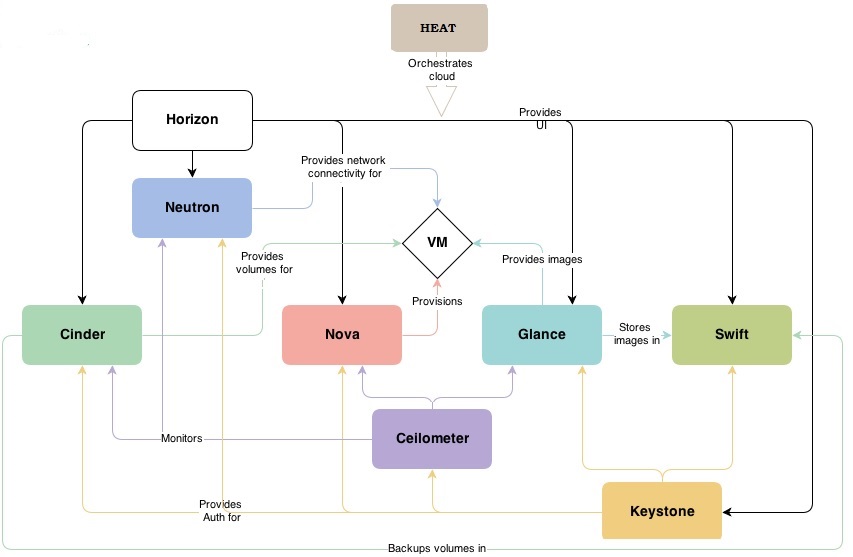 HEAT
Orchestrates
cloud
Horizon
Provides
UI
Provides network
connectivity for
Neutron
VM
Provides
volumes for
Provides images
Provisions
Cinder
Nova
Glance
Stores
images in
Swift
Monitors
Ceilometer
Provides
Auth for
Keystone
Backups volumes in